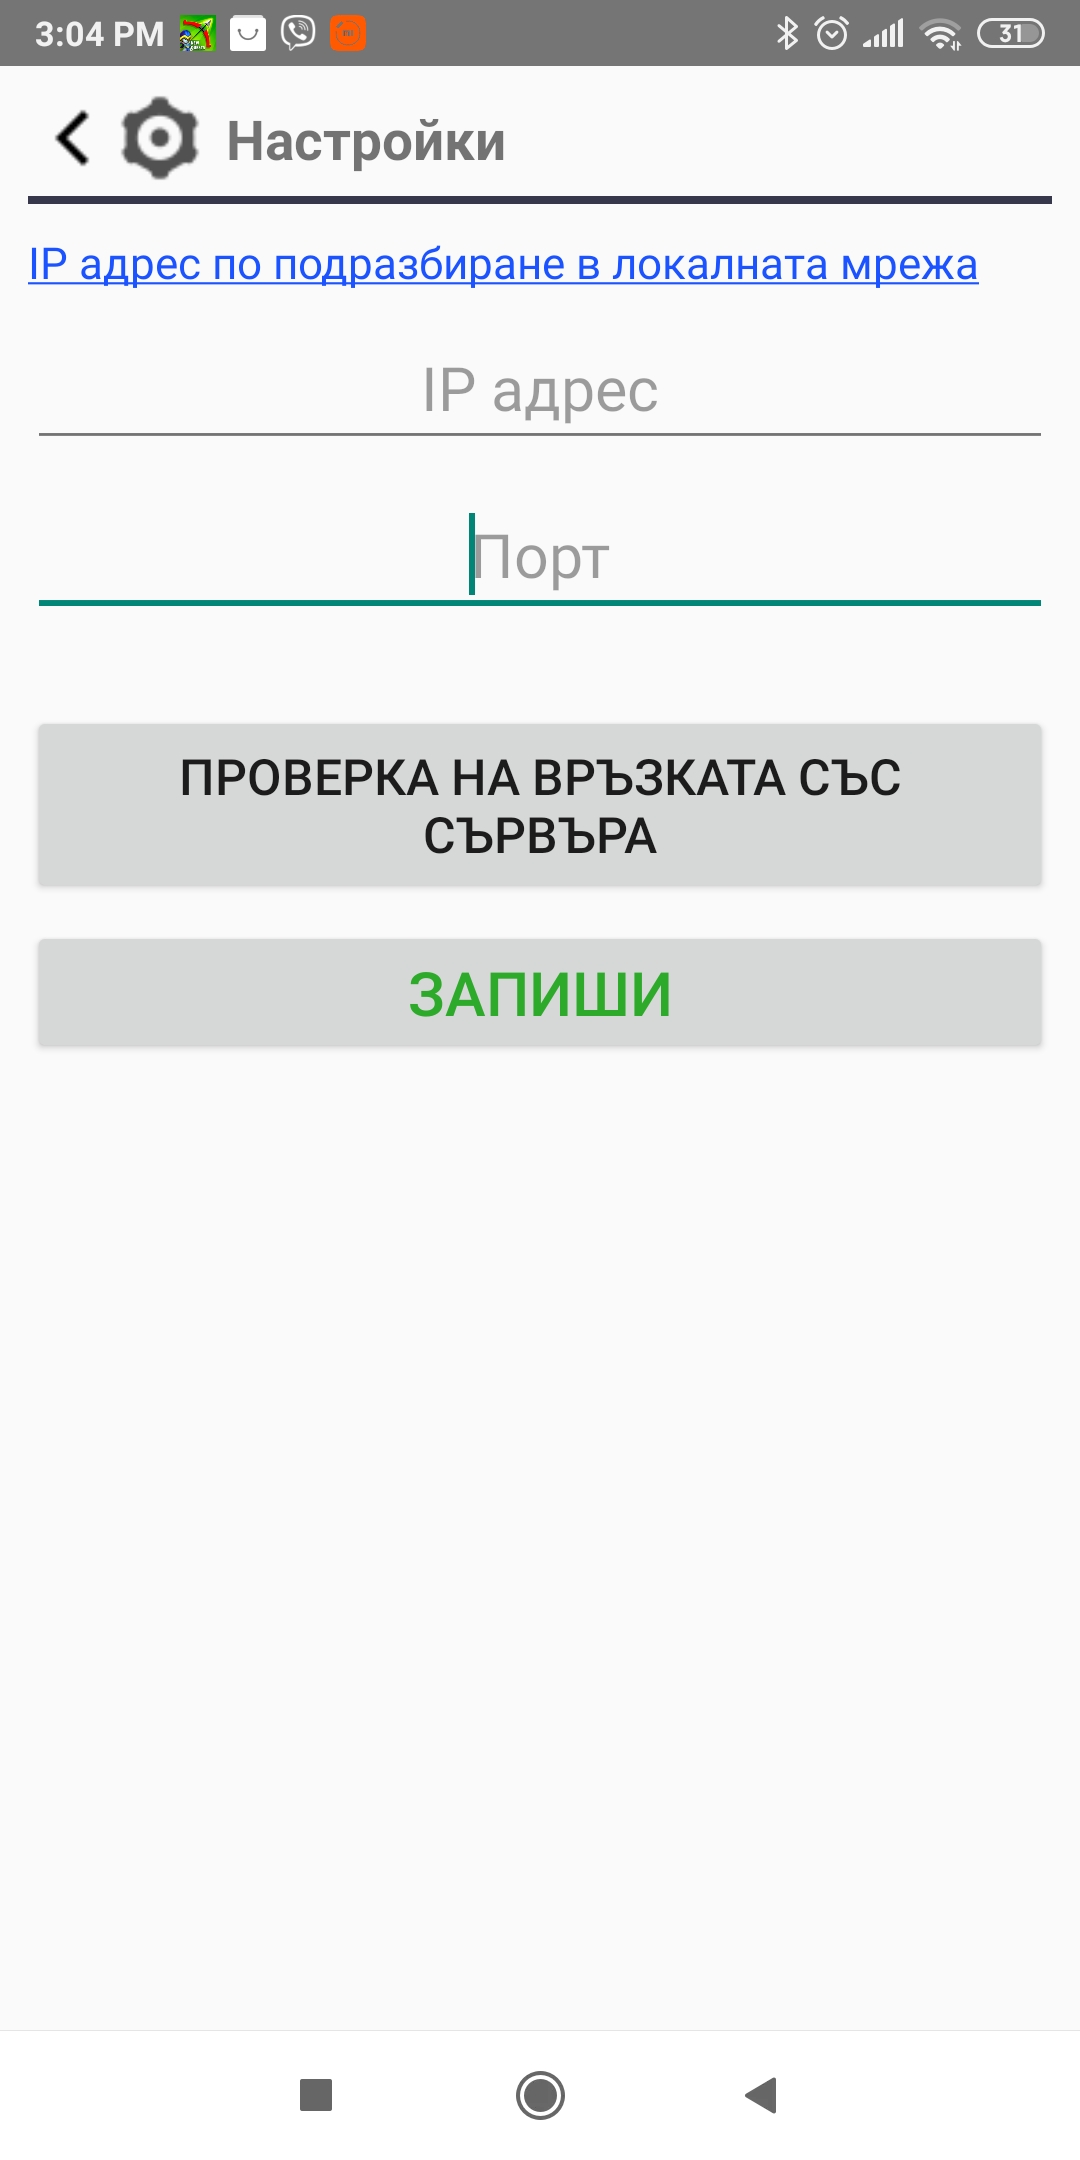 3:04 PM
31
Настройки
IP адрес по подразбиране в локалната мрежа
IP адрес
Порт
ПРОВЕРКА НА ВРЪЗКАТА СЪС
СЪРВЪРА
ЗАПИШИ